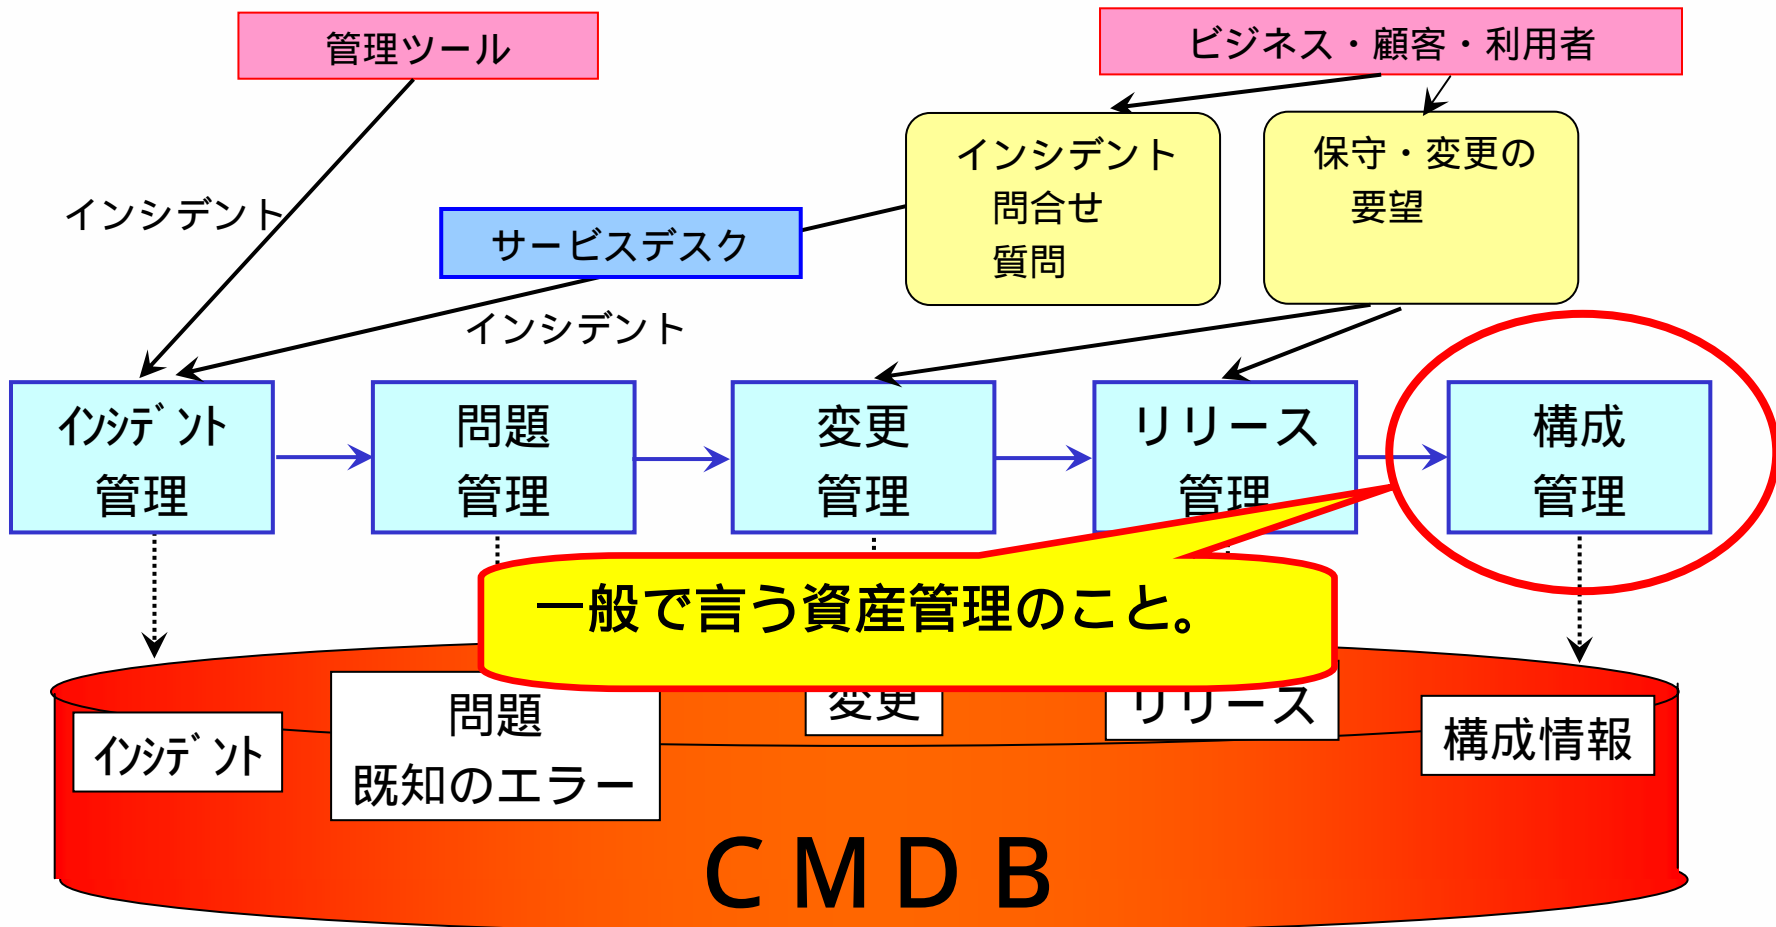 管理ツール
ビジネス・顧客・利用者
インシデント
問合せ
質問
保守・変更の
要望
インシデント
サービスデスク
インシデント
ｲﾝｼﾃﾞﾝﾄ
管理
問題
管理
変更
管理
リリース
管理
構成
管理
一般で言う資産管理のこと。
ｲﾝｼﾃﾞﾝﾄ
問題
既知のエラー
変更
リリース
構成情報
ＣＭＤＢ